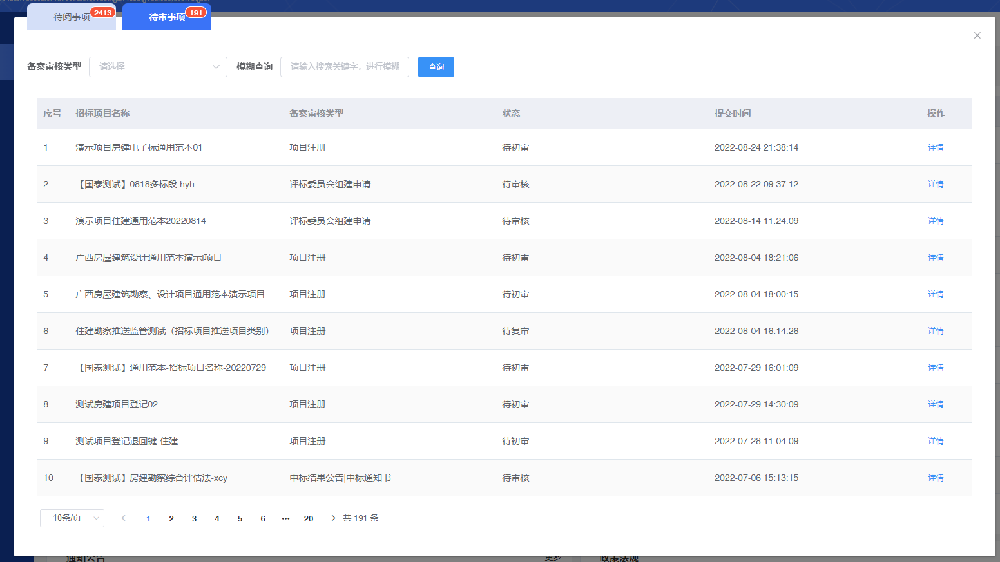 待阅事项 2413 待审事项 191
备案审核类型 请选择 模糊查询 请输入搜索关键字，进行模糊 查询
序号 招标项目名称 备案审核类型 状态 提交时间 操作
1 演示项目房建电子标通用范本01 项目注册 待初审 2022-08-24 21:38:14 详情
2 【国泰测试】0818多标段-hyh 评标委员会组建申请 待审核 2022-08-22 09:37:12 详情
3 演示项目住建通用范本20220814 评标委员会组建申请 待审核 2022-08-14 11:24:09 详情
4 广西房屋建筑设计通用范本演示i项目 项目注册 待初审 2022-08-04 18:21:06 详情
5 广西房屋建筑勘察、设计项目通用范本演示项目 项目注册 待初审 2022-08-04 18:00:15 详情
6 住建勘察推送监管测试（招标项目推送项目类别） 项目注册 待复审 2022-08-04 16:14:26 详情
7 【国泰测试】通用范本-招标项目名称-20220729 项目注册 待初审 2022-07-29 16:01:09 详情
8 测试房建项目登记02 项目注册 待初审 2022-07-29 14:30:09 详情
9 测试项目登记退回键-住建 项目注册 待初审 2022-07-28 11:04:09 详情
10 【国泰测试】房建勘察综合评估法-xcy 中标结果公告|中标通知书 待审核 2022-07-06 15:13:15 详情
10条/页 1 2 3 4 5 6 ••• 20 共 191 条
通知公告 更多 政策法规